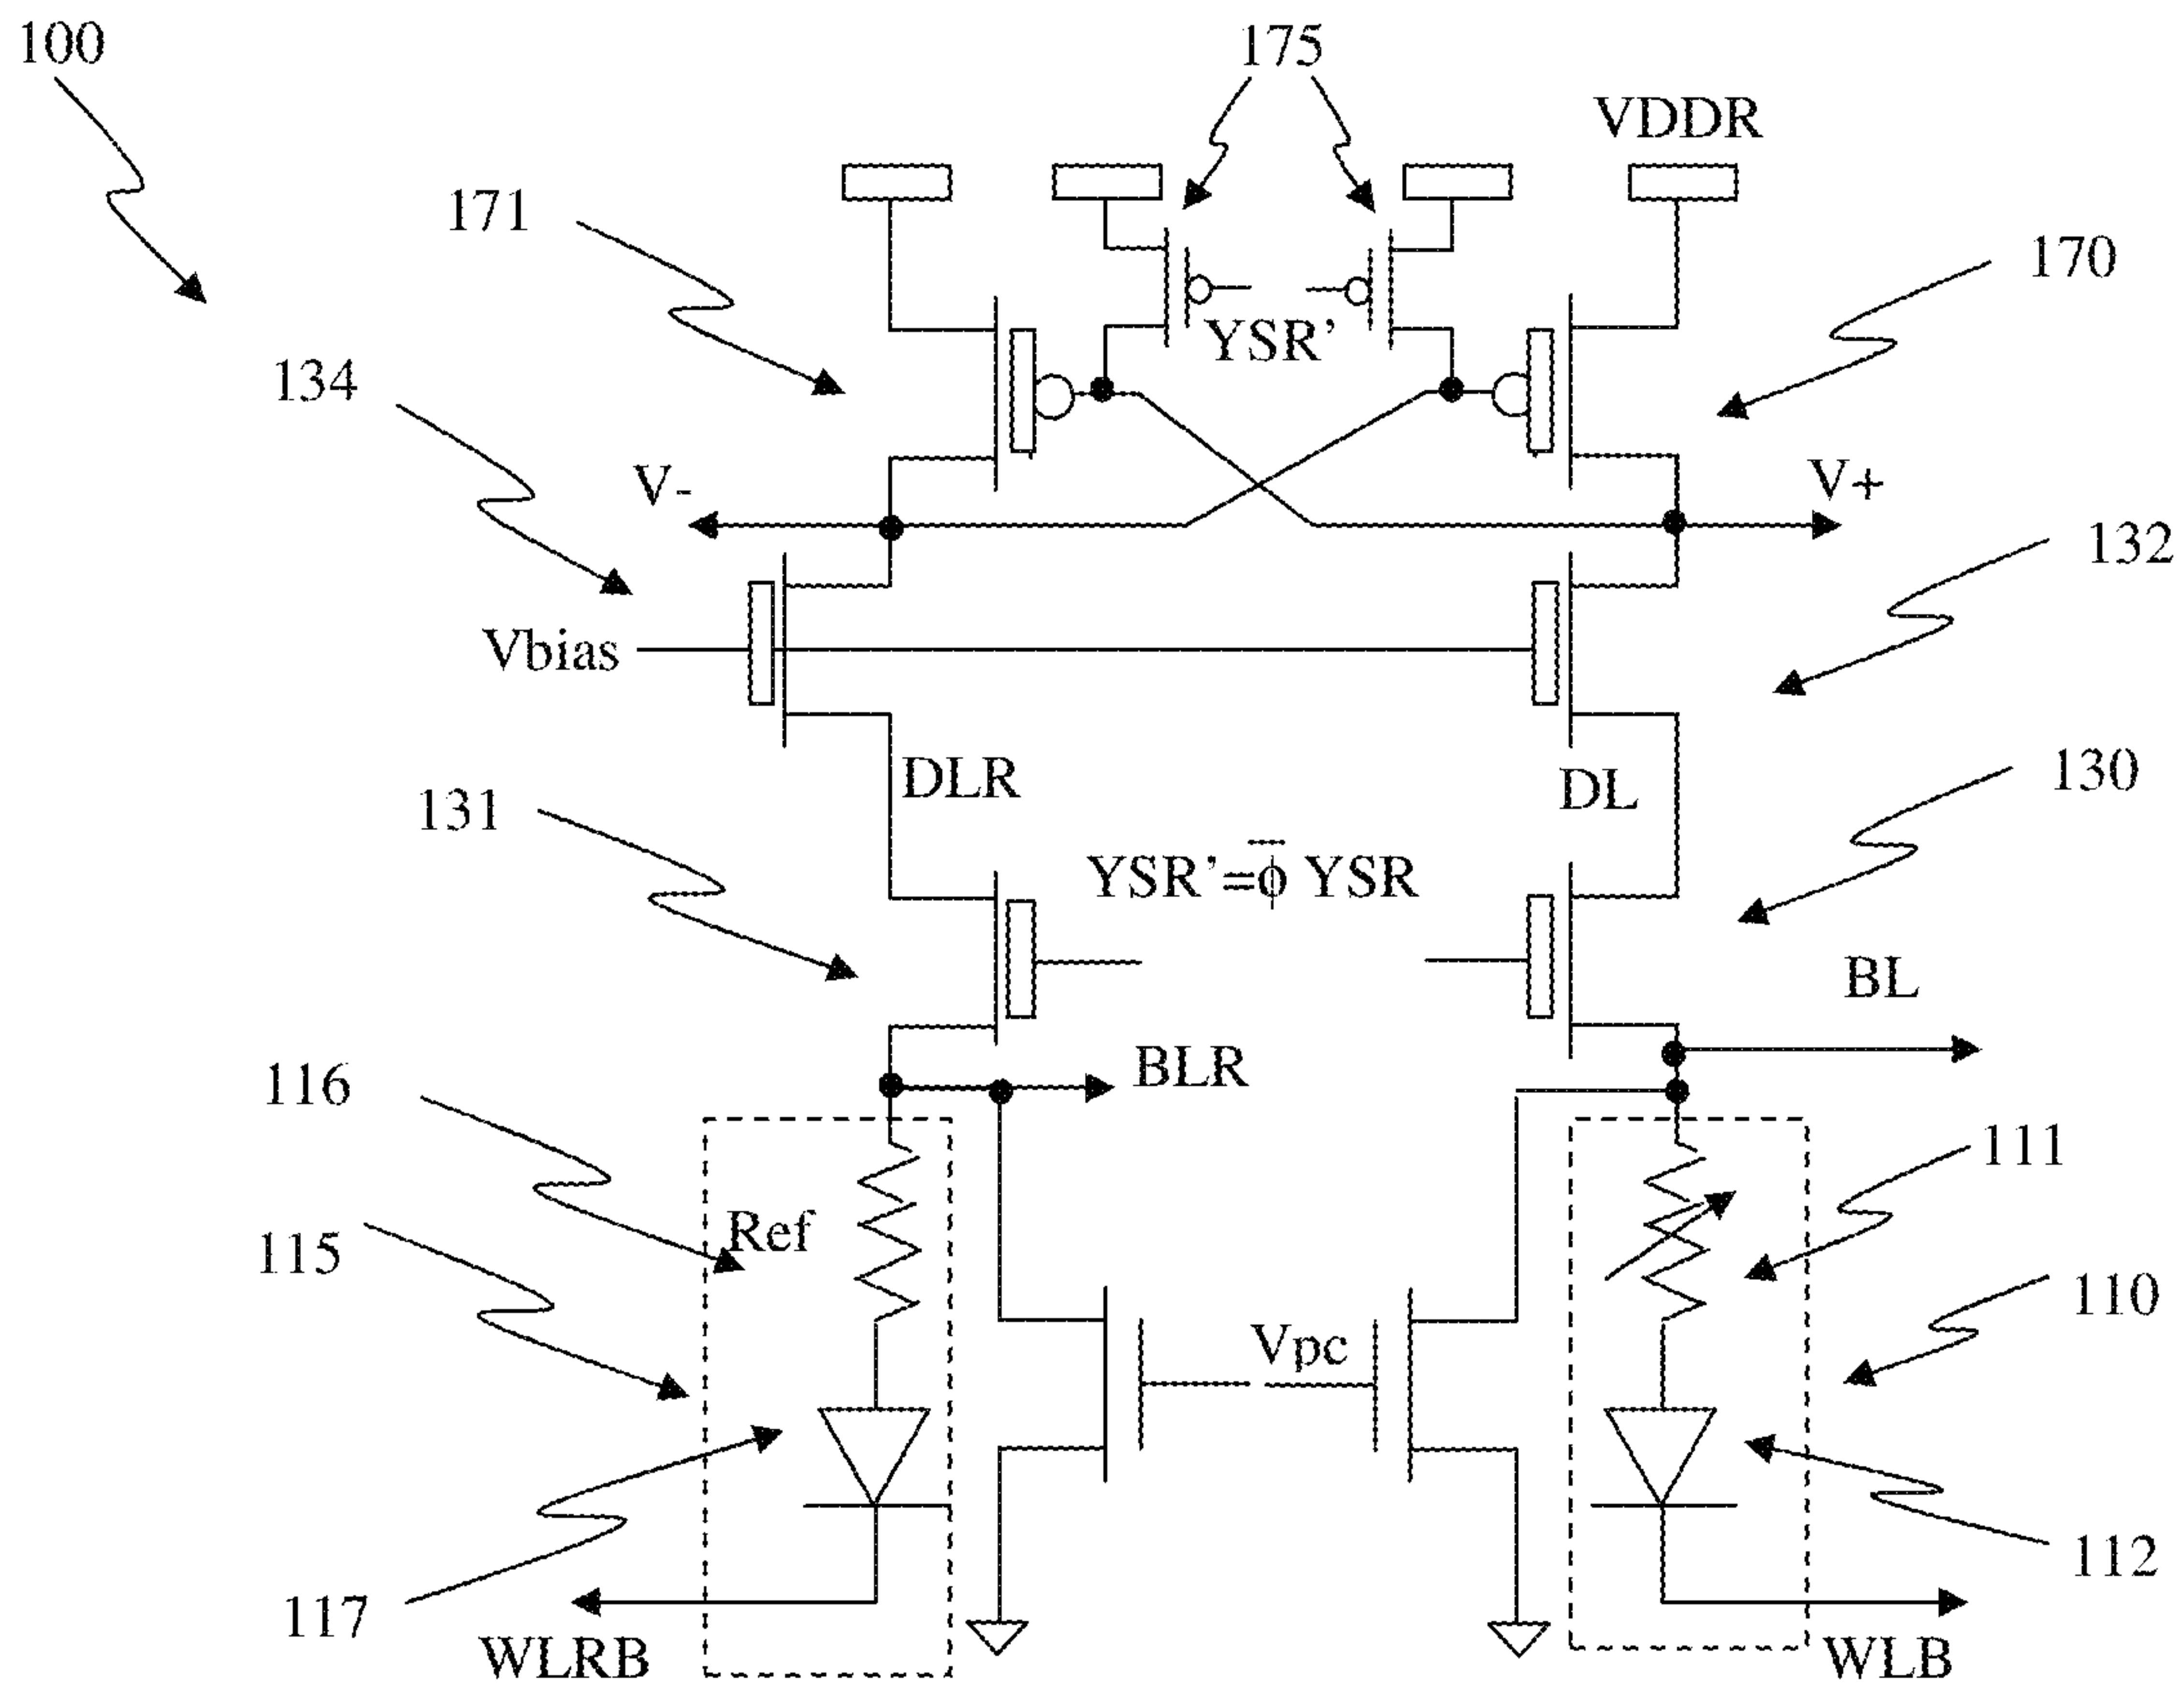 100
175
VDDR
171
170
YSR’
134
V-
V+
132
Vbias
DLR
DL
130
131
YSR’=ϕ̅ YSR
BL
BLR
116
111
Ref
115
110
Vpc
112
117
WLRB
WLB